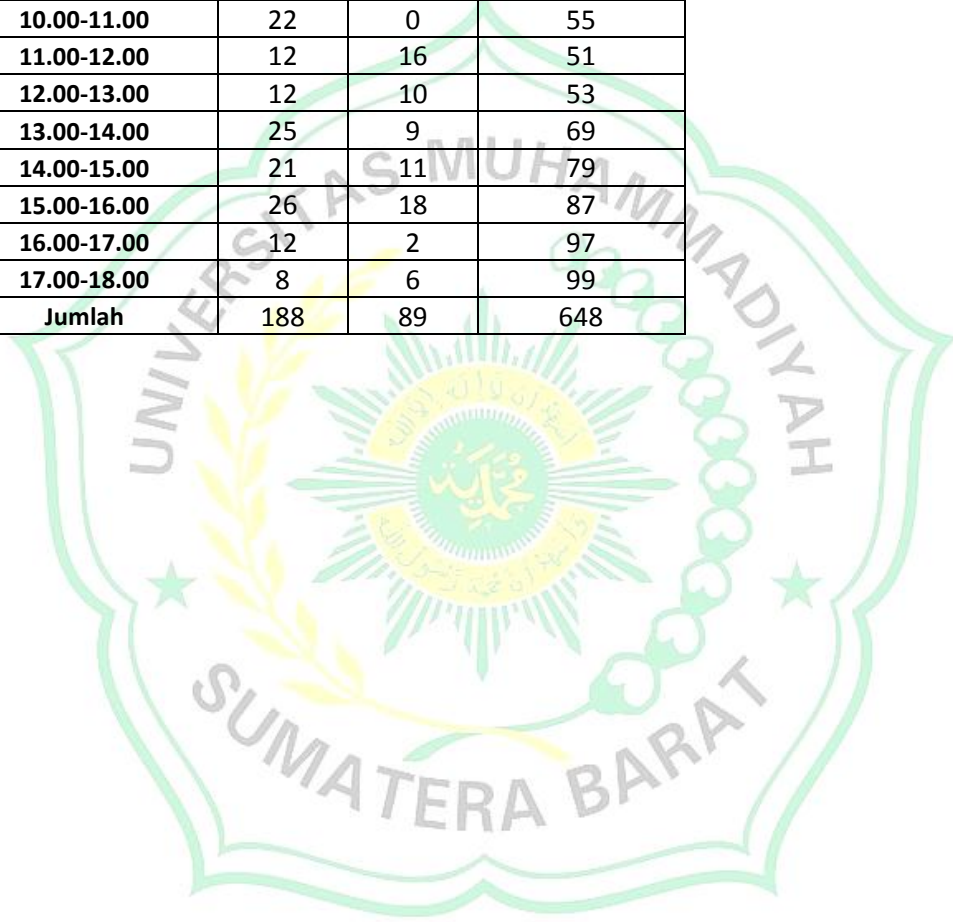 10.00-11.00 22 0 55
11.00-12.00 12 16 51
12.00-13.00 12 10 53
13.00-14.00 25 9 69
14.00-15.00 21 11 79
15.00-16.00 26 18 87
16.00-17.00 12 2 97
17.00-18.00 8 6 99
Jumlah 188 89 648
UNIVERSITAS MUHAMMADIYAH
SUMATERA BARAT